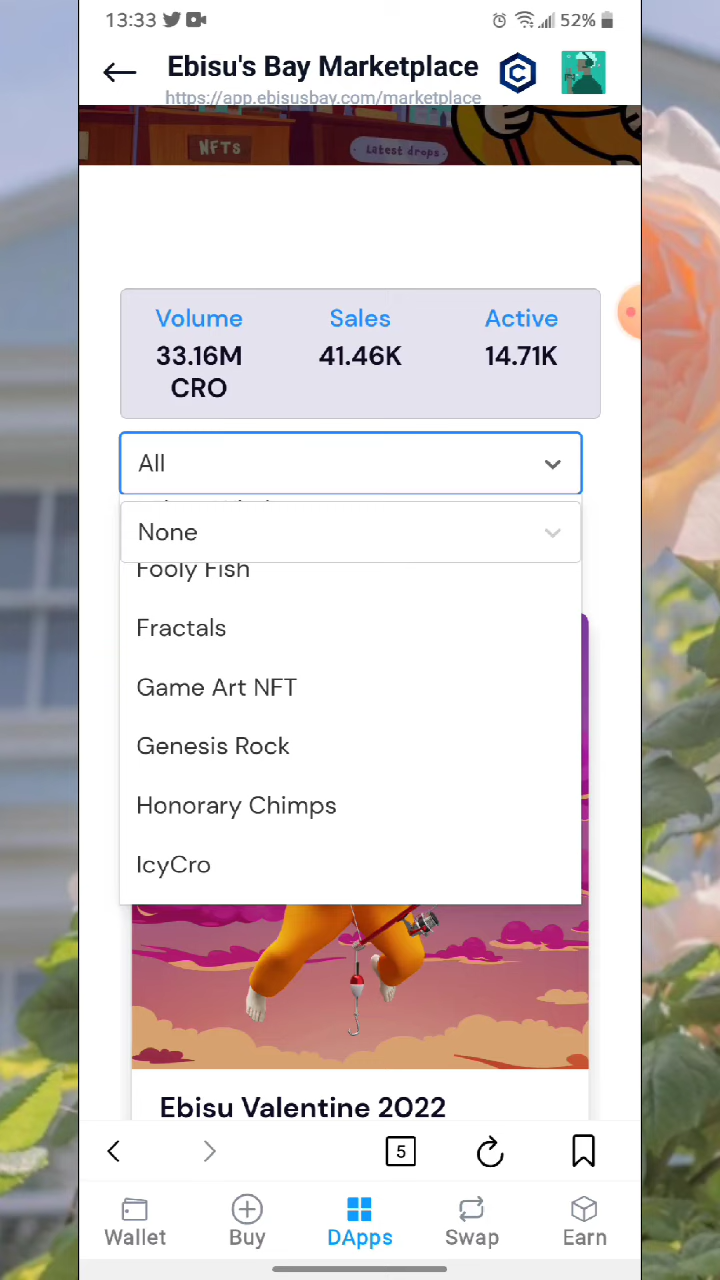 13:33
52%
Ebisu's Bay Marketplace
https://app.ebisusbay.com/marketplace
NFTs
Latest drops
Volume
Sales
Active
33.16M CRO
41.46K
14.71K
All
None
Fooly Fish
Fractals
Game Art NFT
Genesis Rock
Honorary Chimps
IcyCro
Ebisu Valentine 2022
5
Wallet
Buy
DApps
Swap
Earn